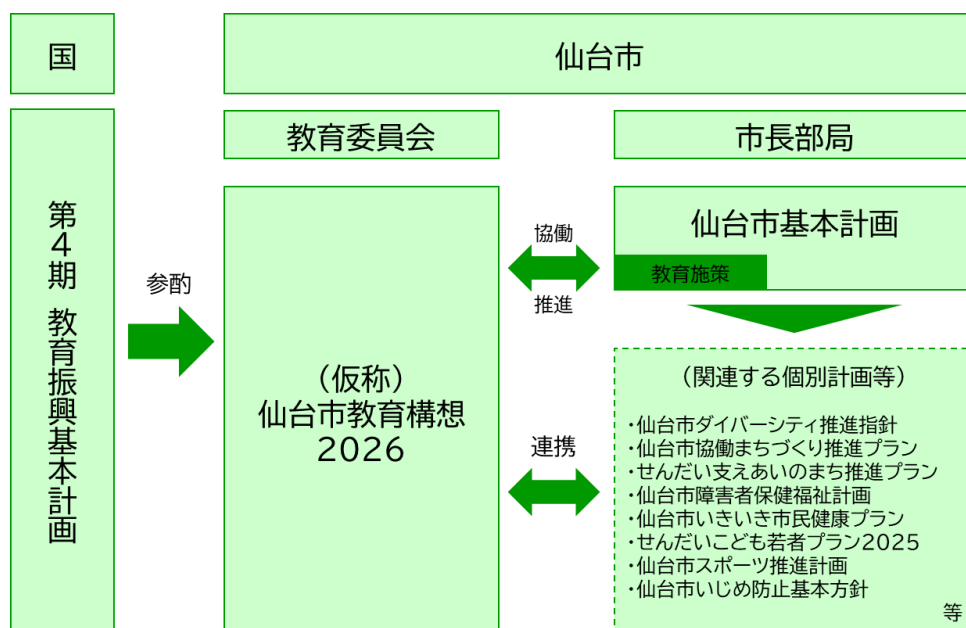 国
仙台市
教育委員会
市長部局
第4期 教育振興基本計画
参酌
（仮称）
仙台市教育構想
2026
協働
推進
連携
仙台市基本計画
教育施策
（関連する個別計画等）
・仙台市ダイバーシティ推進指針
・仙台市協働まちづくり推進プラン
・せんだい支えあいのまち推進プラン
・仙台市障害者保健福祉計画
・仙台市いきいき市民健康プラン
・せんだいこども若者プラン2025
・仙台市スポーツ推進計画
・仙台市いじめ防止基本方針
等